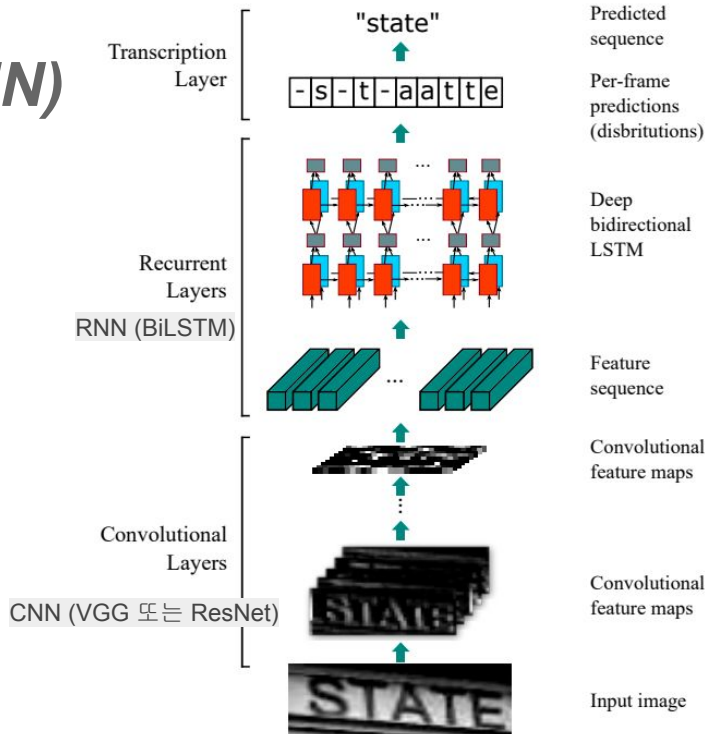 N)
"state"
Predicted
sequence
Transcription
Layer
-s-t-aatte
Per-frame
predictions
(disbritutions)
...
Deep
bidirectional
LSTM
Recurrent
Layers
RNN (BiLSTM)
...
Feature
sequence
Convolutional
feature maps
Convolutional
Layers
CNN (VGG 또는 ResNet)
STATE
Convolutional
feature maps
STATE
Input image